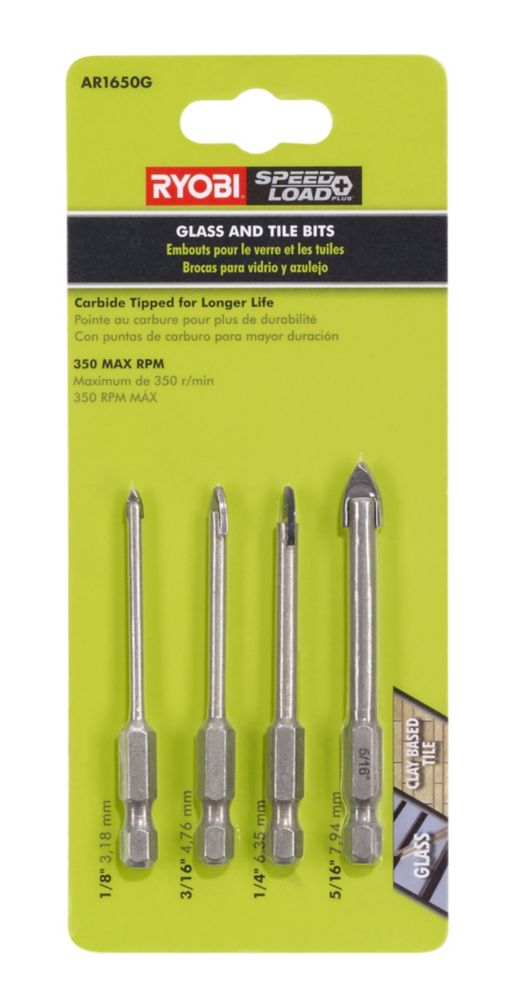 AR1650G
RYOBI SPEED LOAD PLUS
GLASS AND TILE BITS
Embouts pour le verre et les tuiles
Brocas para vidrio y azulejo
Carbide Tipped for Longer Life
Pointe au carbure pour plus de durabilité
Con puntas de carburo para mayor duración
350 MAX RPM
Maximum de 350 r/min
350 RPM MÁX
1/8" 3,18 mm
3/16" 4,76 mm
1/4" 6,35 mm
5/16" 7,94 mm
5/16"
CLAY BASED
TILE
GLASS